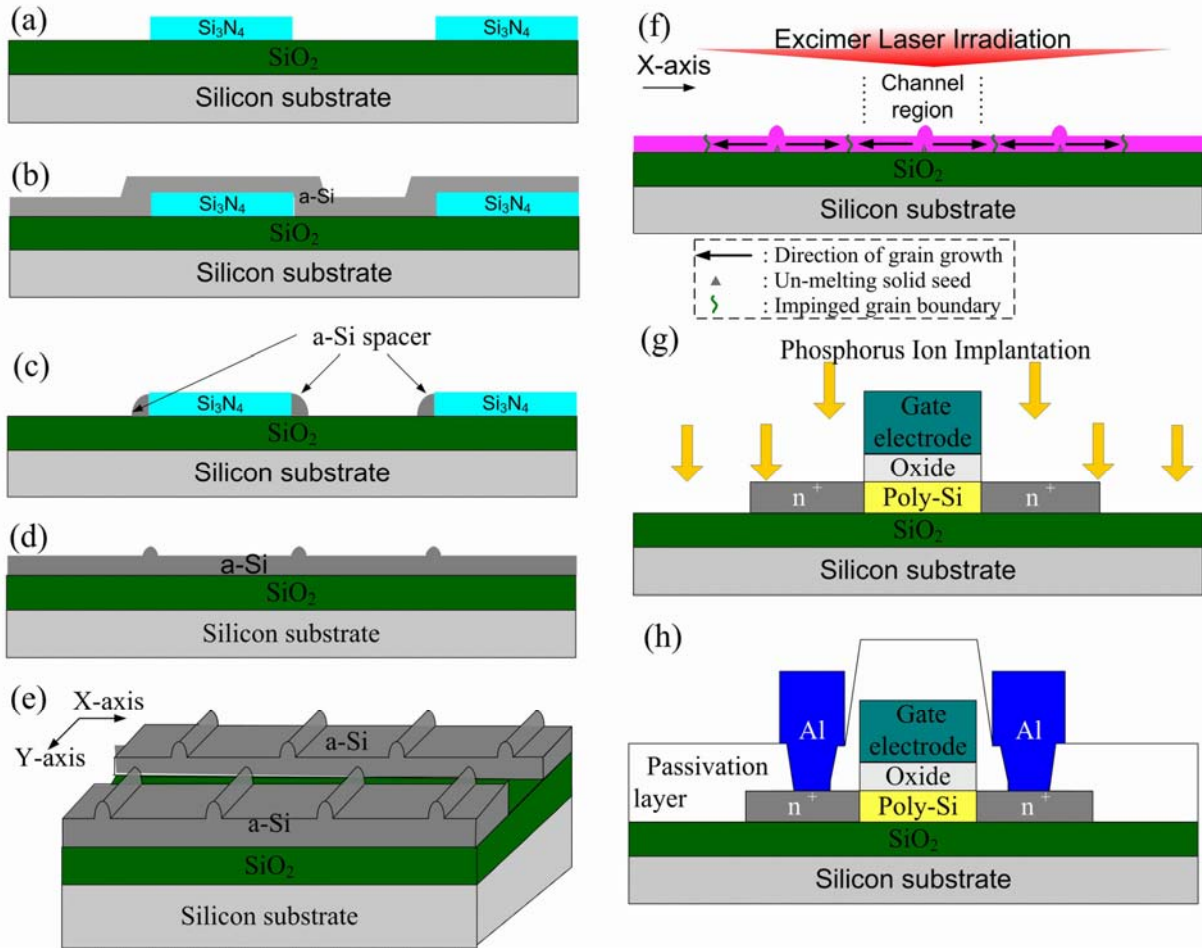 (a)
Si₃N₄
Si₃N₄
SiO₂
Silicon substrate
(b)
a-Si
Si₃N₄
Si₃N₄
SiO₂
Silicon substrate
(c)
a-Si spacer
Si₃N₄
Si₃N₄
SiO₂
Silicon substrate
(d)
a-Si
SiO₂
Silicon substrate
(e)
X-axis
Y-axis
a-Si
a-Si
SiO₂
Silicon substrate
(f)
Excimer Laser Irradiation
X-axis
Channel
region
SiO₂
Silicon substrate
: Direction of grain growth
: Un-melting solid seed
: Impinged grain boundary
(g)
Phosphorus Ion Implantation
Gate
electrode
Oxide
n⁺
Poly-Si
n⁺
SiO₂
Silicon substrate
(h)
Al
Gate
electrode
Al
Passivation
layer
Oxide
n⁺
Poly-Si
n⁺
SiO₂
Silicon substrate